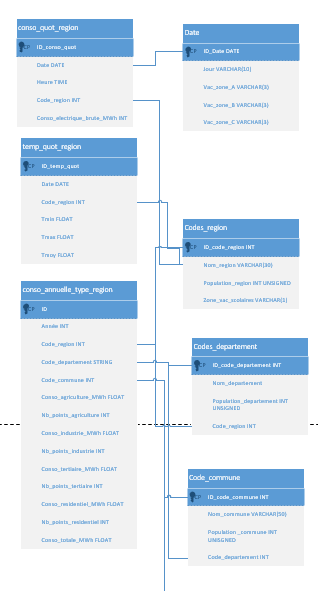 conso_quot_region
ID_conso_quot
Date DATE
Heure TIME
Code_region INT
Conso_electrique_brute_MWh INT
Date
ID_Date DATE
Jour VARCHAR(10)
Vac_zone_A VARCHAR(3)
Vac_zone_B VARCHAR(3)
Vac_zone_C VARCHAR(3)
temp_quot_region
ID_temp_quot
Date DATE
Code_region INT
Tmin FLOAT
Tmax FLOAT
Tmoy FLOAT
Codes_region
ID_code_region INT
Nom_region VARCHAR(30)
Population_region INT UNSIGNED
Zone_vac_scolaires VARCHAR(1)
conso_annuelle_type_region
ID
Année INT
Code_region INT
Code_departement STRING
Code_commune INT
Conso_agriculture_MWh FLOAT
Nb_points_agriculture INT
Conso_industrie_MWh FLOAT
Nb_points_industrie INT
Conso_tertiaire_MWh FLOAT
Nb_points_tertiaire INT
Conso_residentiel_MWh FLOAT
Nb_points_residentiel INT
Conso_totale_MWh FLOAT
Codes_departement
ID_code_departement INT
Nom_departement
Population_departement INT
UNSIGNED
Code_region INT
Code_commune
ID_code_commune INT
Nom_commune VARCHAR(50)
Population_commune INT
UNSIGNED
Code_departement INT